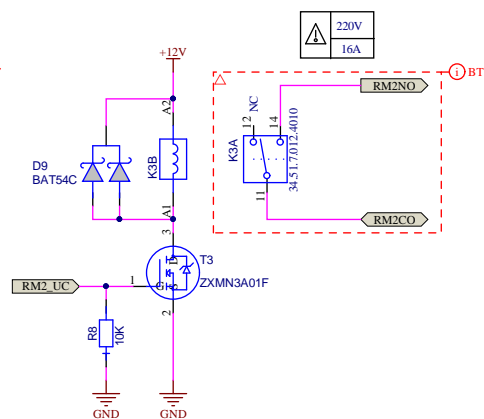 220V
16A
+12V
i BT
RM2NO
A2
NC
12
14
K3B
K3A
34.51.7.012.4010
D9
BAT54C
A1
11
RM2CO
3
D
T3
ZXMN3A01F
RM2_UC
1
G
S
2
R8
10K
GND
GND